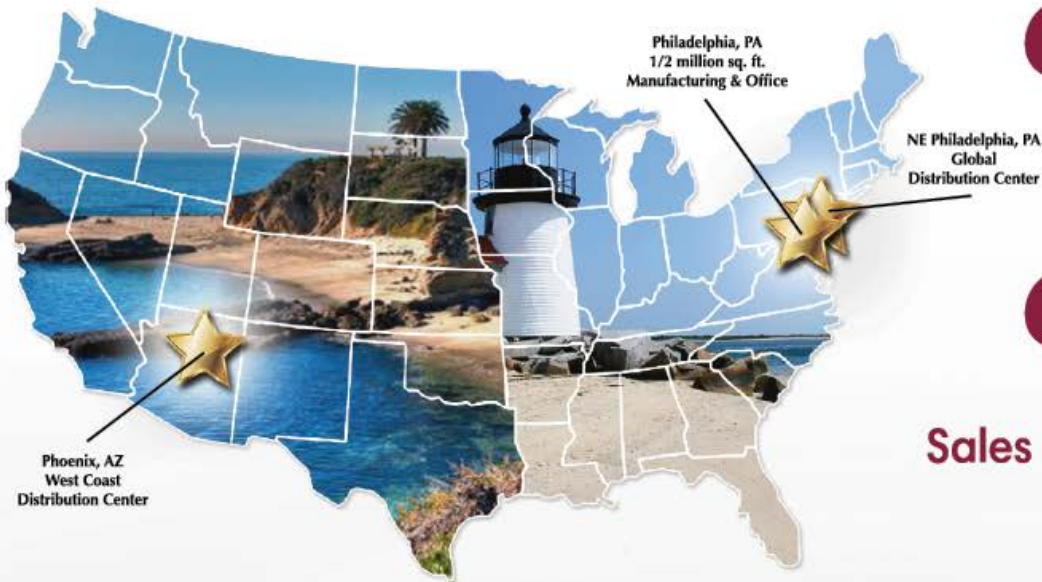 Philadelphia, PA
1/2 million sq. ft.
Manufacturing & Office
NE Philadelphia, PA
Global
Distribution Center
Phoenix, AZ
West Coast
Distribution Center
Sales